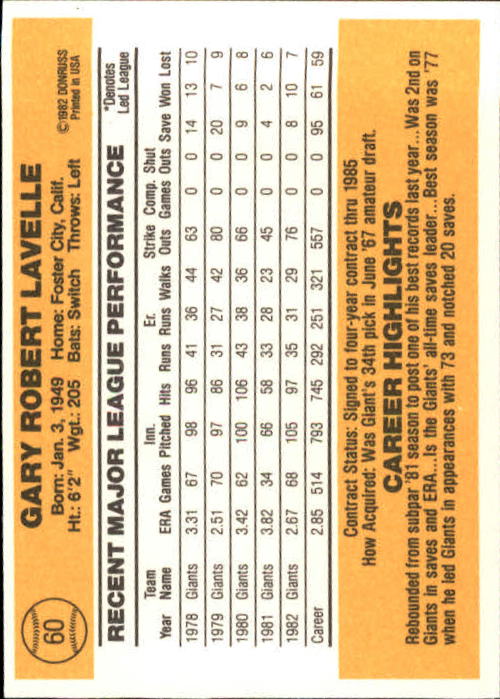 60
GARY ROBERT LAVELLE
Born: Jan. 3, 1949 Home: Foster City, Calif.
Ht.: 6'2" Wgt.: 205 Bats: Switch Throws: Left
©1982 DONRUSS
Printed in USA
RECENT MAJOR LEAGUE PERFORMANCE
*Denotes
Led League
Team Inn. Er. Strike Comp. Shut
Year Name ERA Games Pitched Hits Runs Runs Walks Outs Games Outs Save Won Lost
1978 Giants 3.31 67 98 96 41 36 44 63 0 0 14 13 10
1979 Giants 2.51 70 97 86 31 27 42 80 0 0 20 7 9
1980 Giants 3.42 62 100 106 43 38 36 66 0 0 9 6 8
1981 Giants 3.82 34 66 58 33 28 23 45 0 0 4 2 6
1982 Giants 2.67 68 105 97 35 31 29 76 0 0 8 10 7
Career 2.85 514 793 745 292 251 321 557 95 61 59
Contract Status: Signed to four-year contract thru 1985
How Acquired: Was Giant's 34th pick in June '67 amateur draft.
CAREER HIGHLIGHTS
Rebounded from subpar '81 season to post one of his best records last year...Was 2nd on
Giants in saves and ERA...Is the Giants' all-time saves leader...Best season was '77
when he led Giants in appearances with 73 and notched 20 saves.